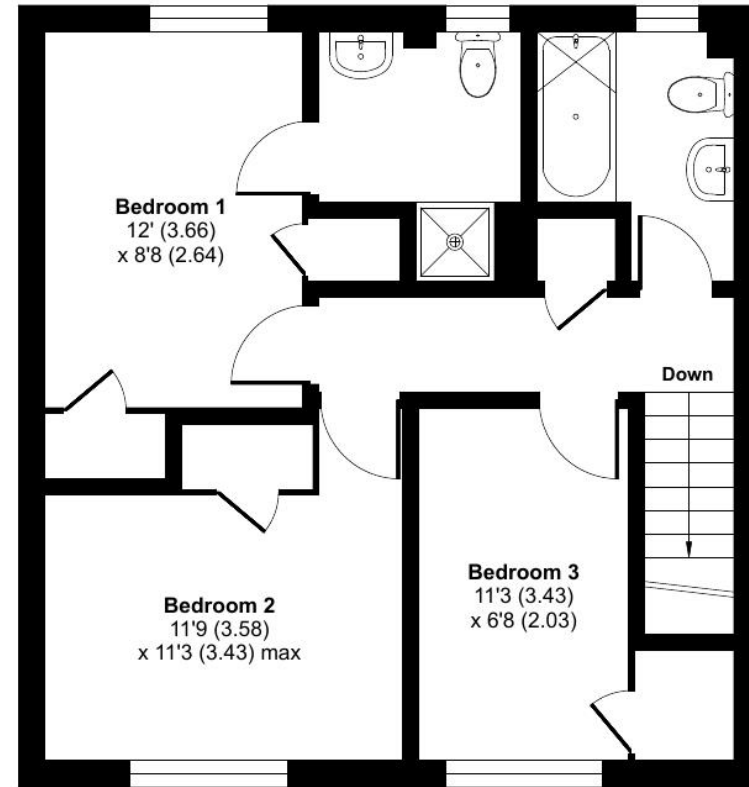 Bedroom 1
12' (3.66)
x 8'8 (2.64)
Down
Bedroom 2
11'9 (3.58)
x 11'3 (3.43) max
Bedroom 3
11'3 (3.43)
x 6'8 (2.03)